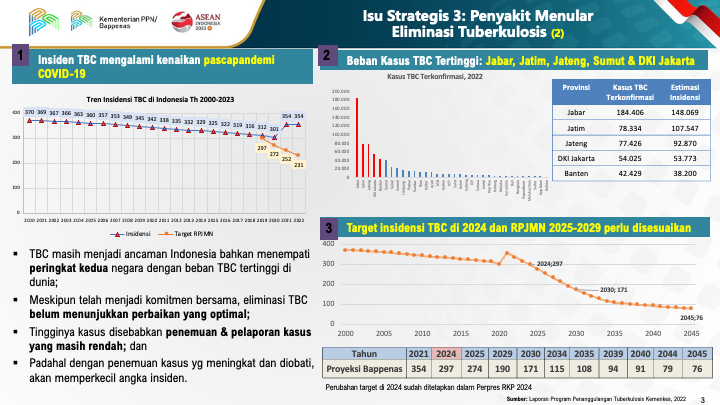 Kementerian PPN/
Bappenas
ASEAN
INDONESIA
2023
Isu Strategis 3: Penyakit Menular
Eliminasi Tuberkulosis (2)
1
Insiden TBC mengalami kenaikan pascapandemi
COVID-19
Tren Insidensi TBC di Indonesia Th 2000-2023
370 369 367 366 363 360 357 353 349 345 342 338 332 329 325 322 319 316 312 301 354 354
400
300
200
100
0
297
272
252
231
2000 2001 2002 2003 2004 2005 2006 2007 2008 2009 2010 2011 2012 2013 2014 2015 2016 2017 2018 2019 2020 2021 2022
Insidensi Target RPJMN
▪ TBC masih menjadi ancaman Indonesia bahkan menempati
peringkat kedua negara dengan beban TBC tertinggi di
dunia;
▪ Meskipun telah menjadi komitmen bersama, eliminasi TBC
belum menunjukkan perbaikan yang optimal;
▪ Tingginya kasus disebabkan penemuan & pelaporan kasus
yang masih rendah; dan
▪ Padahal dengan penemuan kasus yg meningkat dan diobati,
akan memperkecil angka insiden.
2
Beban Kasus TBC Tertinggi: Jabar, Jatim, Jateng, Sumut & DKI Jakarta
Kasus TBC Terkonfirmasi, 2022
200.000
180.000
160.000
140.000
120.000
100.000
80.000
60.000
40.000
20.000
Provinsi Kasus TBC Terkonfirmasi Estimasi Insidensi
Jabar 184.406 148.069
Jatim 78.334 107.547
Jateng 77.426 92.870
DKI Jakarta 54.025 53.773
Banten 42.429 38.200
3
Target insidensi TBC di 2024 dan RPJMN 2025-2029 perlu disesuaikan
400
300
200
100
0
2024;297
2030; 171
2045;76
2000 2005 2010 2015 2020 2025 2030 2035 2040 2045
Tahun 2021 2024 2025 2029 2030 2034 2035 2039 2040 2044 2045
Proyeksi Bappenas 354 297 274 190 171 115 108 94 91 79 76
Perubahan target di 2024 sudah ditetapkan dalam Perpres RKP 2024
Sumber: Laporan Program Penanggulangan Tuberkulosis Kemenkes, 2022
3